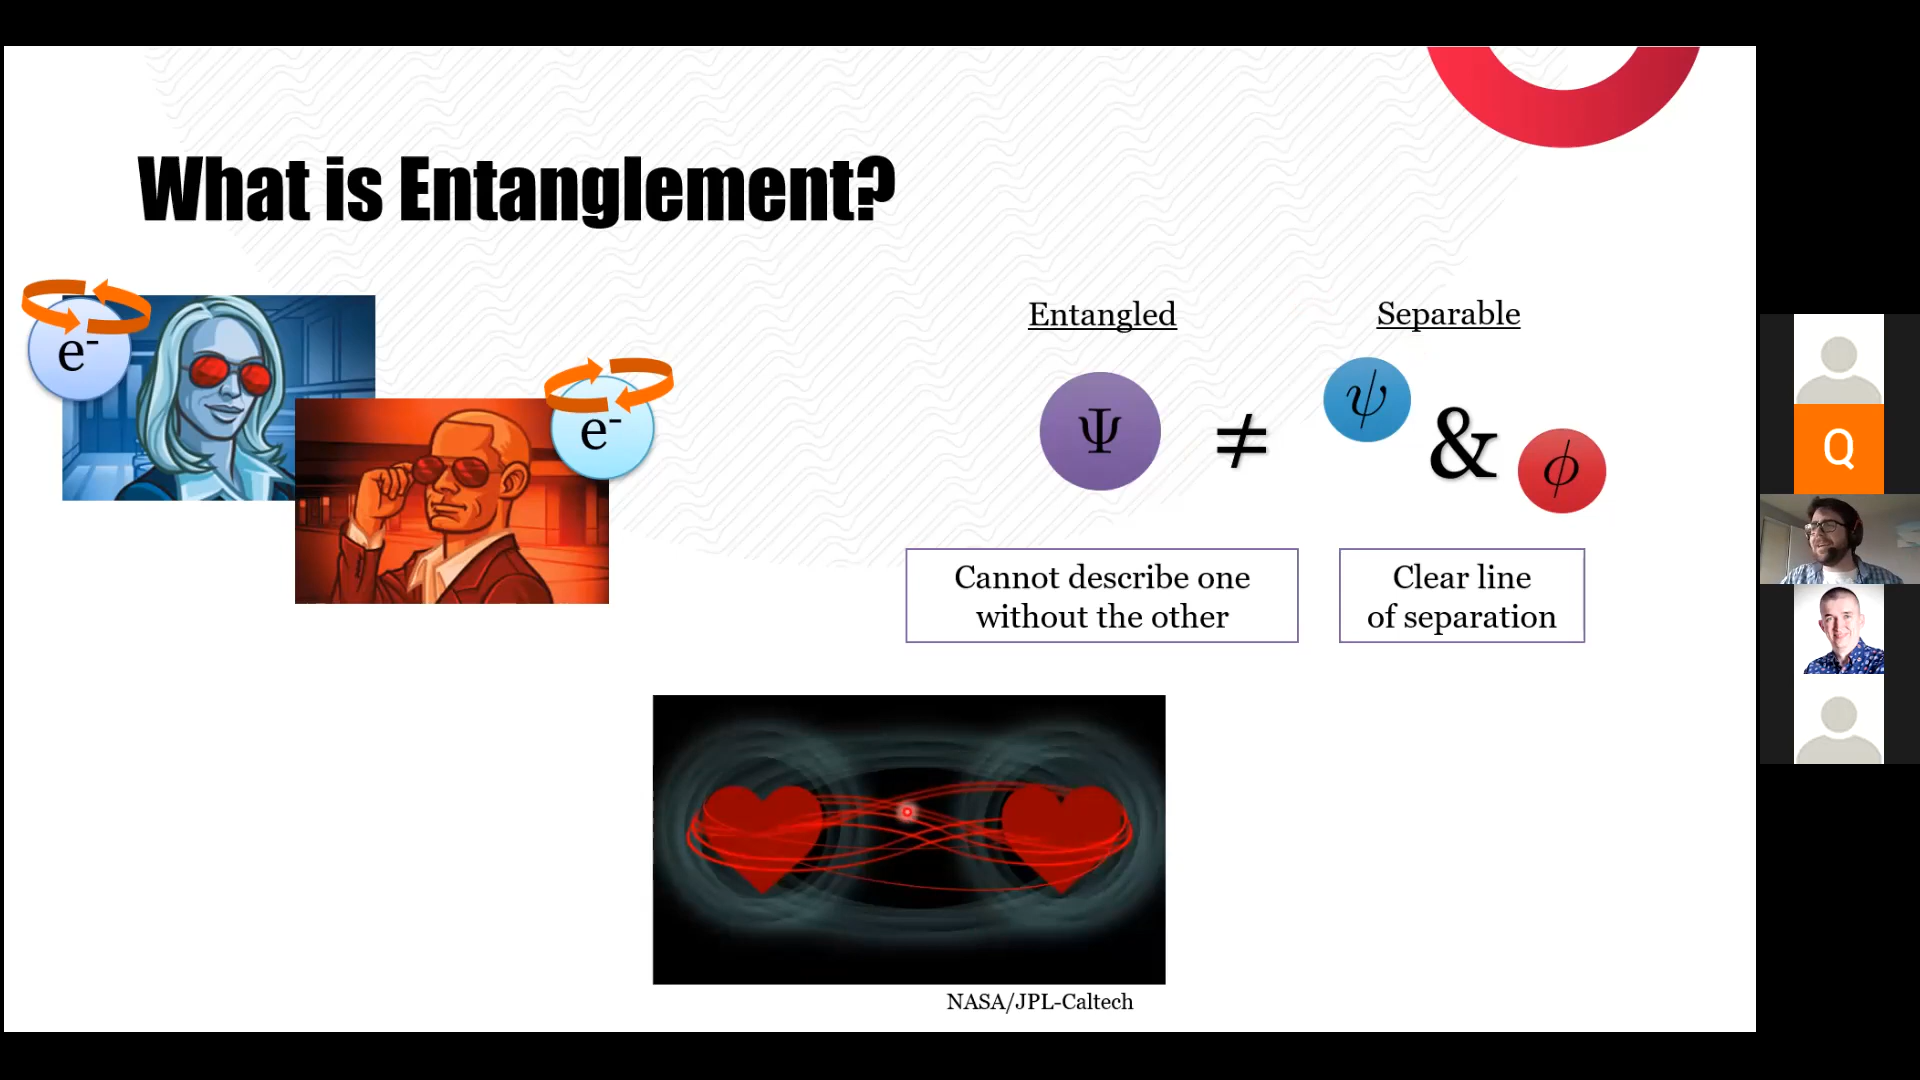 What is Entanglement?
e-
e-
Entangled
Separable
Ψ
≠
ψ
&
ϕ
Cannot describe one
without the other
Clear line
of separation
NASA/JPL-Caltech
Q